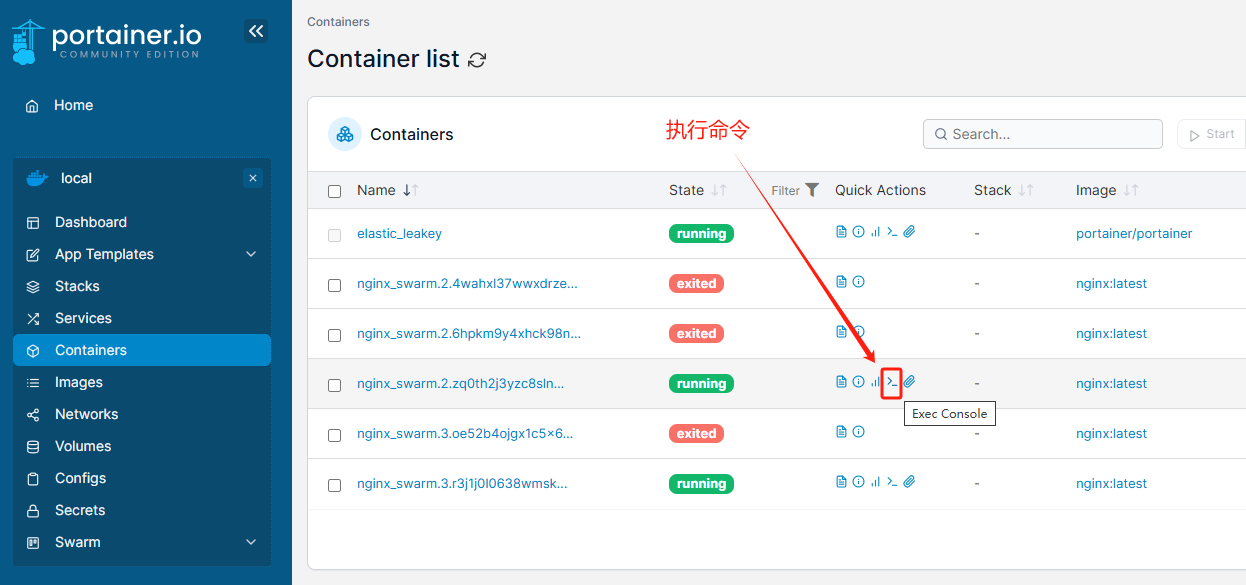 portainer.io
COMMUNITY EDITION
Home
local
Dashboard
App Templates
Stacks
Services
Containers
Images
Networks
Volumes
Configs
Secrets
Swarm
Containers
Container list
Containers
执行命令
Search...
Start
Name State Filter Quick Actions Stack Image
elastic_leakey running - portainer/portainer
nginx_swarm.2.4wahxl37wwxdrze... exited - nginx:latest
nginx_swarm.2.6hpkm9y4xhck98n... exited - nginx:latest
nginx_swarm.2.zq0th2j3yzc8sln... running - nginx:latest
Exec Console
nginx_swarm.3.oe52b4ojgx1c5x6... exited - nginx:latest
nginx_swarm.3.r3j1j0l0638wmsk... running - nginx:latest